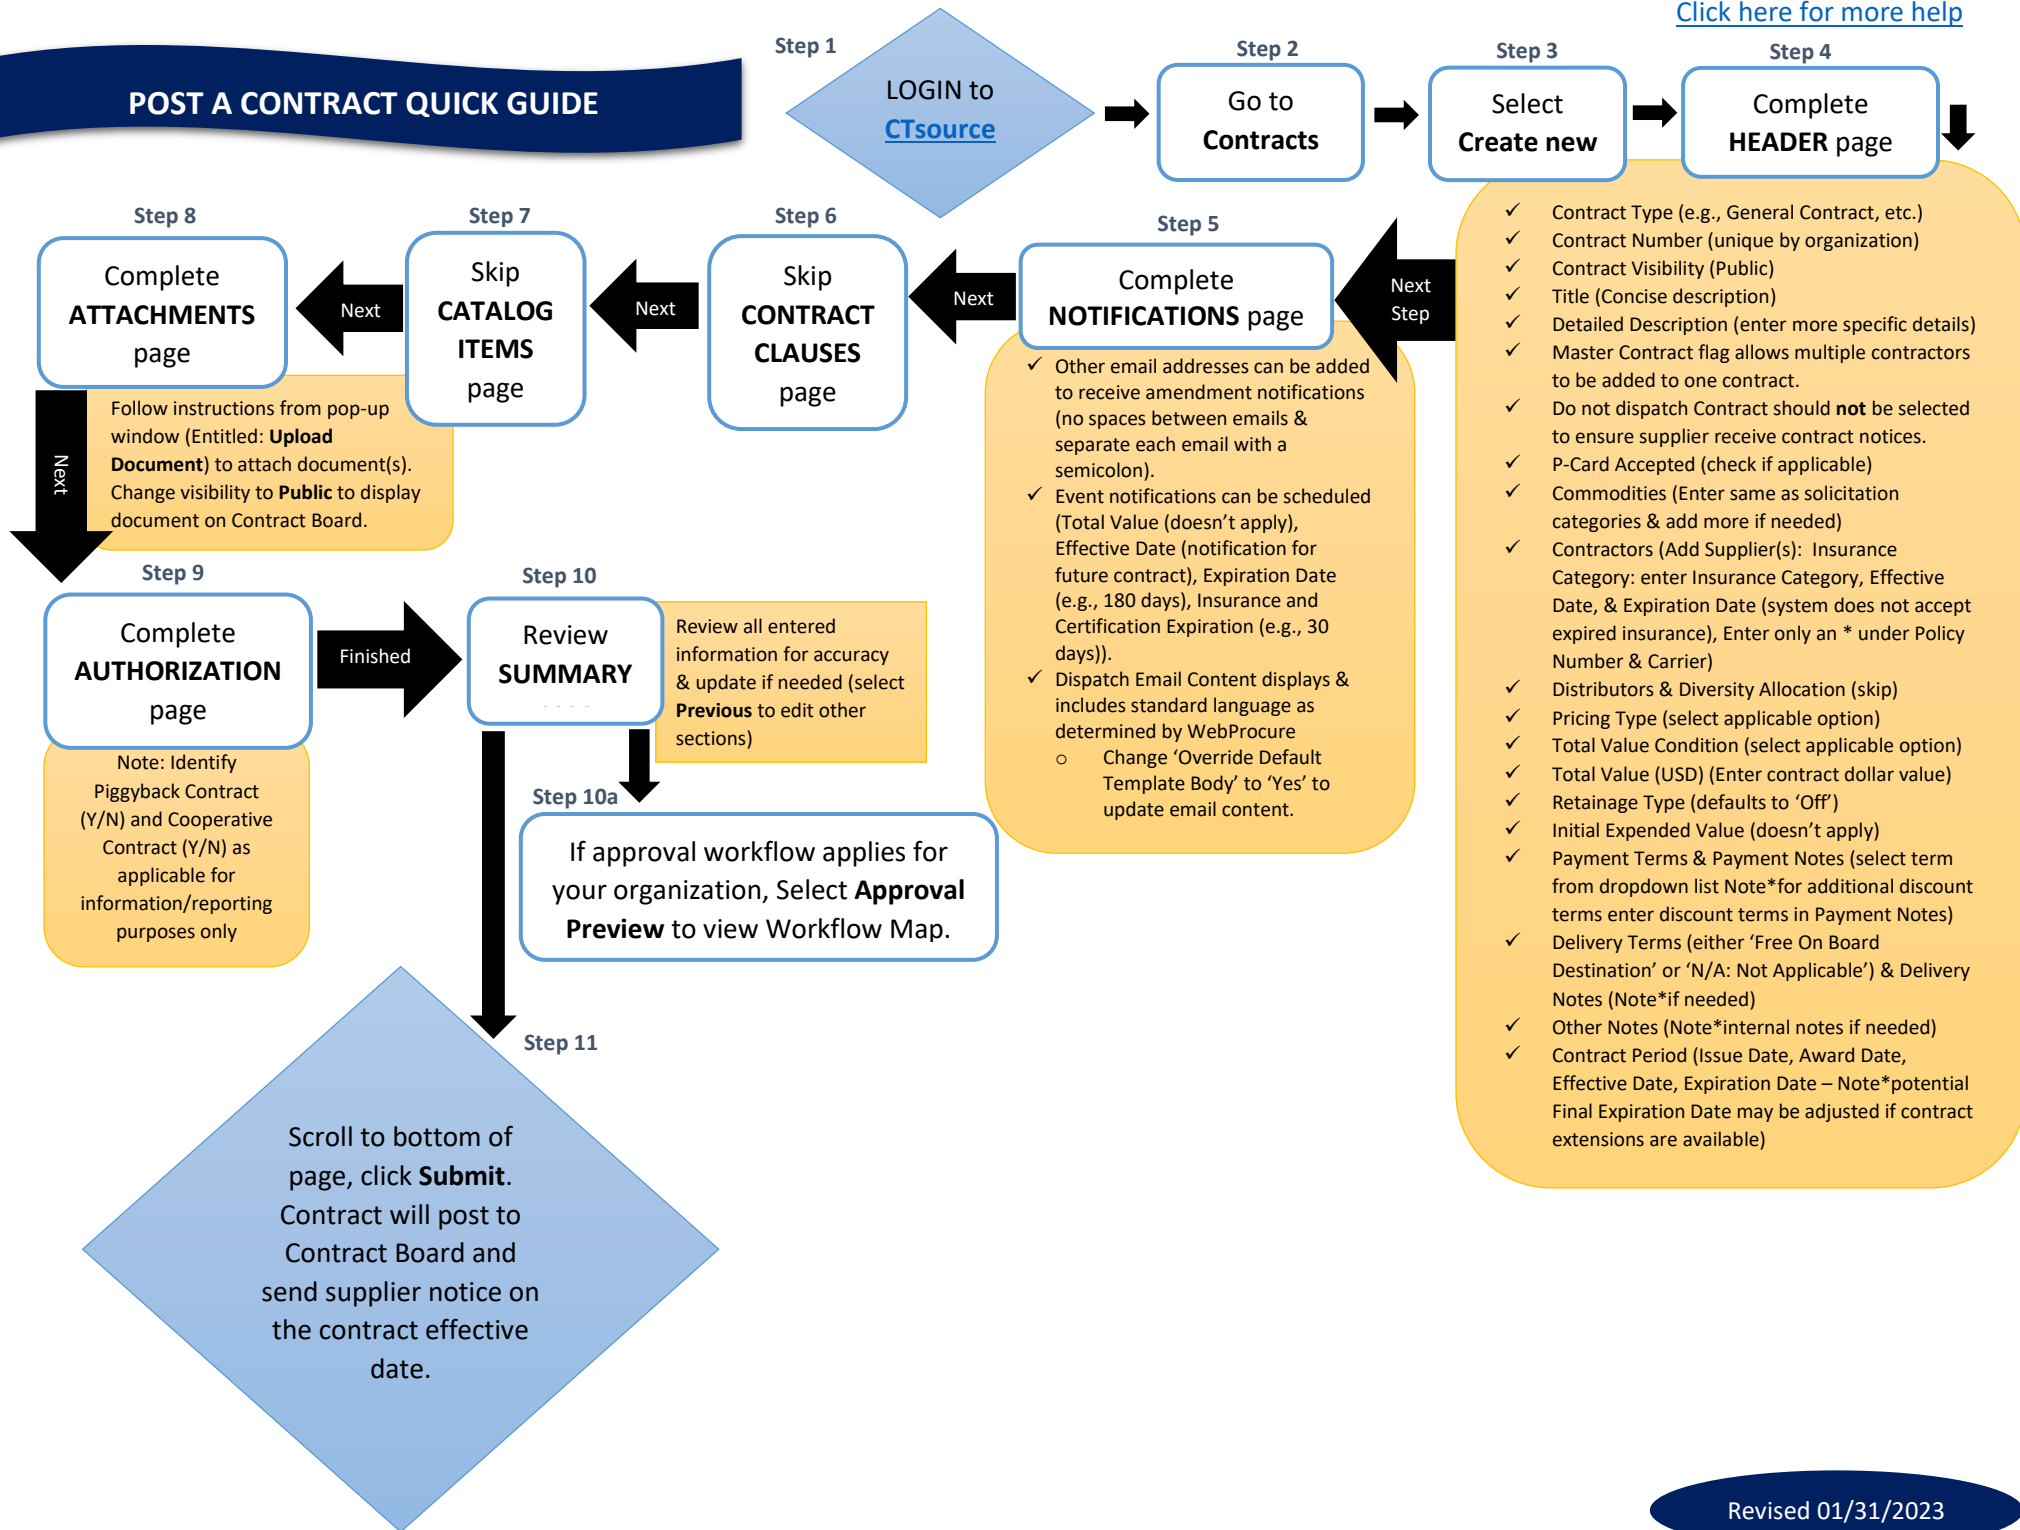 Click here for more help
POST A CONTRACT QUICK GUIDE
Step 1
LOGIN to
CTsource
Step 2
Go to
Contracts
Step 3
Select
Create new
Step 4
Complete
HEADER page
✓ Contract Type (e.g., General Contract, etc.)
✓ Contract Number (unique by organization)
✓ Contract Visibility (Public)
✓ Title (Concise description)
✓ Detailed Description (enter more specific details)
✓ Master Contract flag allows multiple contractors
to be added to one contract.
✓ Do not dispatch Contract should not be selected
to ensure supplier receive contract notices.
✓ P-Card Accepted (check if applicable)
✓ Commodities (Enter same as solicitation
categories & add more if needed)
✓ Contractors (Add Supplier(s): Insurance
Category: enter Insurance Category, Effective
Date, & Expiration Date (system does not accept
expired insurance), Enter only an * under Policy
Number & Carrier)
✓ Distributors & Diversity Allocation (skip)
✓ Pricing Type (select applicable option)
✓ Total Value Condition (select applicable option)
✓ Total Value (USD) (Enter contract dollar value)
✓ Retainage Type (defaults to ‘Off’)
✓ Initial Expended Value (doesn’t apply)
✓ Payment Terms & Payment Notes (select term
from dropdown list Note*for additional discount
terms enter discount terms in Payment Notes)
✓ Delivery Terms (either ‘Free On Board
Destination’ or ‘N/A: Not Applicable’) & Delivery
Notes (Note*if needed)
✓ Other Notes (Note*internal notes if needed)
✓ Contract Period (Issue Date, Award Date,
Effective Date, Expiration Date – Note*potential
Final Expiration Date may be adjusted if contract
extensions are available)
Next
Step
Step 5
Complete
NOTIFICATIONS page
✓ Other email addresses can be added
to receive amendment notifications
(no spaces between emails &
separate each email with a
semicolon).
✓ Event notifications can be scheduled
(Total Value (doesn’t apply),
Effective Date (notification for
future contract), Expiration Date
(e.g., 180 days), Insurance and
Certification Expiration (e.g., 30
days)).
✓ Dispatch Email Content displays &
includes standard language as
determined by WebProcure
o Change ‘Override Default
Template Body’ to ‘Yes’ to
update email content.
Next
Step 6
Skip
CONTRACT
CLAUSES
page
Next
Step 7
Skip
CATALOG
ITEMS
page
Next
Step 8
Complete
ATTACHMENTS
page
Follow instructions from pop-up
window (Entitled: Upload
Document) to attach document(s).
Change visibility to Public to display
document on Contract Board.
Next
Step 9
Complete
AUTHORIZATION
page
Note: Identify
Piggyback Contract
(Y/N) and Cooperative
Contract (Y/N) as
applicable for
information/reporting
purposes only
Finished
Step 10
Review
SUMMARY
Review all entered
information for accuracy
& update if needed (select
Previous to edit other
sections)
Step 10a
If approval workflow applies for
your organization, Select Approval
Preview to view Workflow Map.
Step 11
Scroll to bottom of
page, click Submit.
Contract will post to
Contract Board and
send supplier notice on
the contract effective
date.
Revised 01/31/2023